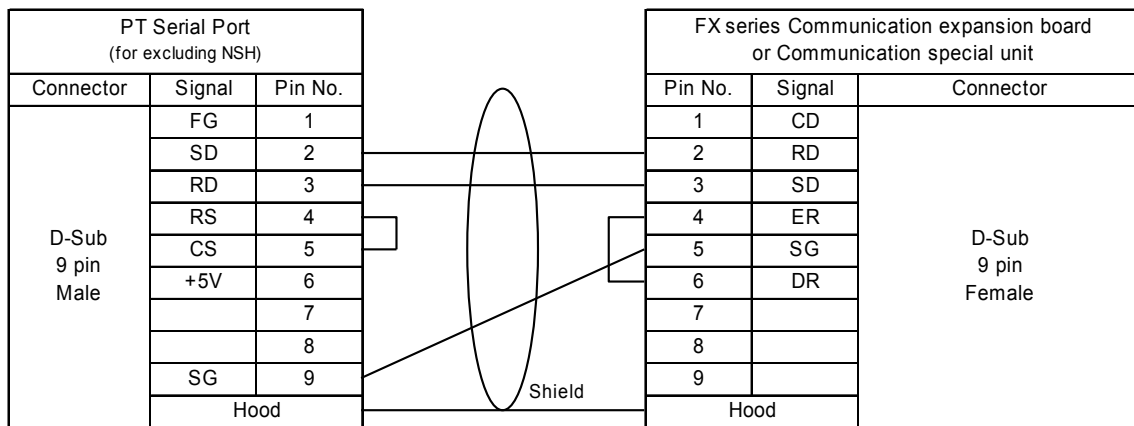 PT Serial Port
(for excluding NSH)
Connector Signal Pin No.
FG 1
SD 2
RD 3
RS 4
CS 5
+5V 6
7
8
SG 9
D-Sub
9 pin
Male
Hood
Shield
FX series Communication expansion board
or Communication special unit
Pin No. Signal Connector
1 CD
2 RD
3 SD
4 ER
5 SG
6 DR
7
8
9
D-Sub
9 pin
Female
Hood